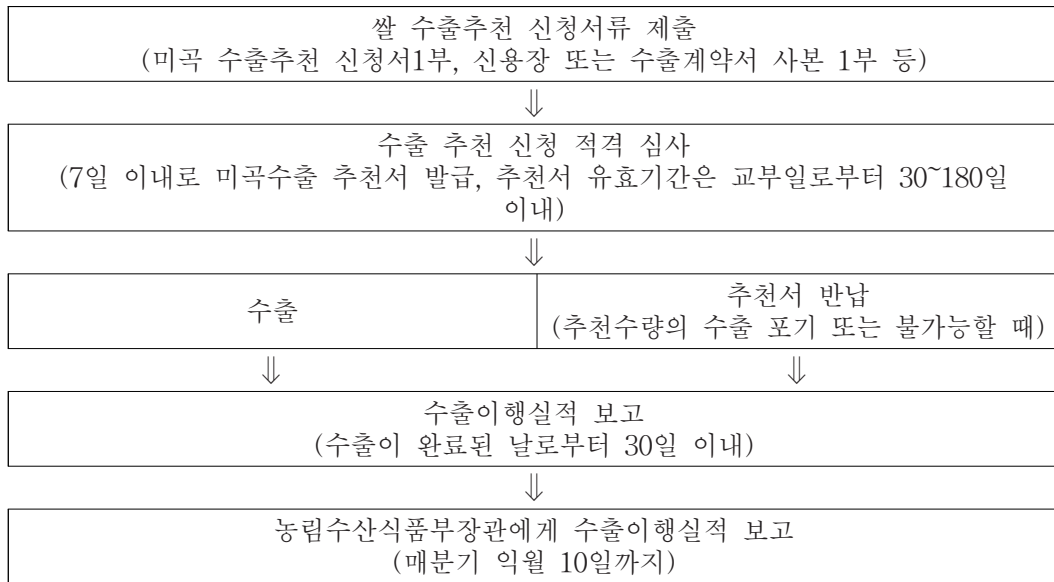 쌀 수출추천 신청서류 제출
(미곡 수출추천 신청서1부, 신용장 또는 수출계약서 사본 1부 등)
⇓
수출 추천 신청 적격 심사
(7일 이내로 미곡수출 추천서 발급, 추천서 유효기간은 교부일로부터 30~180일
이내)
⇓
수출
추천서 반납
(추천수량의 수출 포기 또는 불가능할 때)
⇓ ⇓
수출이행실적 보고
(수출이 완료된 날로부터 30일 이내)
⇓
농림수산식품부장관에게 수출이행실적 보고
(매분기 익월 10일까지)